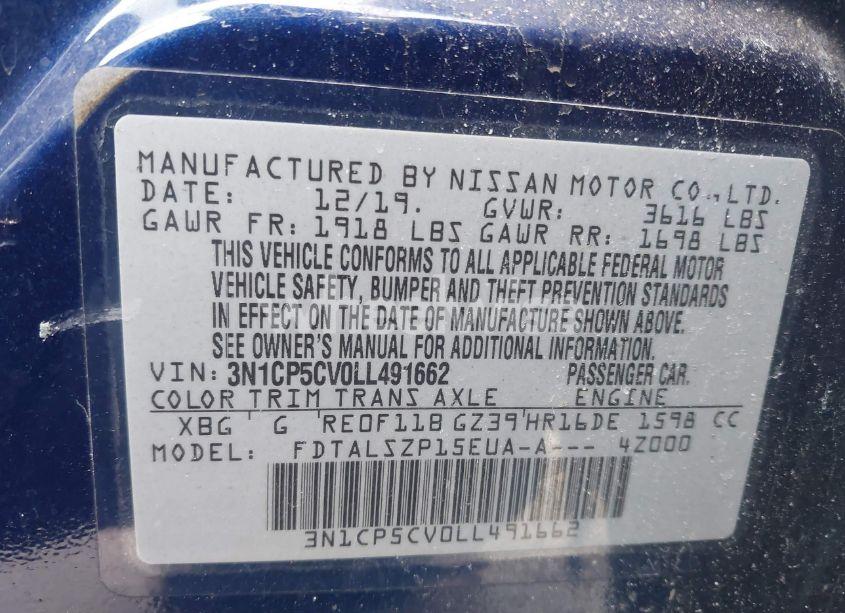 MANUFACTURED BY NISSAN MOTOR CO.,LTD.
DATE: 12/19. GVWR: 3616 LBS
GAWR FR: 1918 LBS GAWR RR: 1698 LBS
THIS VEHICLE CONFORMS TO ALL APPLICABLE FEDERAL MOTOR
VEHICLE SAFETY, BUMPER AND THEFT PREVENTION STANDARDS
IN EFFECT ON THE DATE OF MANUFACTURE SHOWN ABOVE.
SEE OWNER'S MANUAL FOR ADDITIONAL INFORMATION.
VIN: 3N1CP5CV0LL491662 PASSENGER CAR.
COLOR TRIM TRANS AXLE ENGINE
XBG G RE0F11B GZ39 HR16DE 1598 CC
MODEL: FDTALSZP15EUA-A--- 4Z000
3N1CP5CV0LL491662